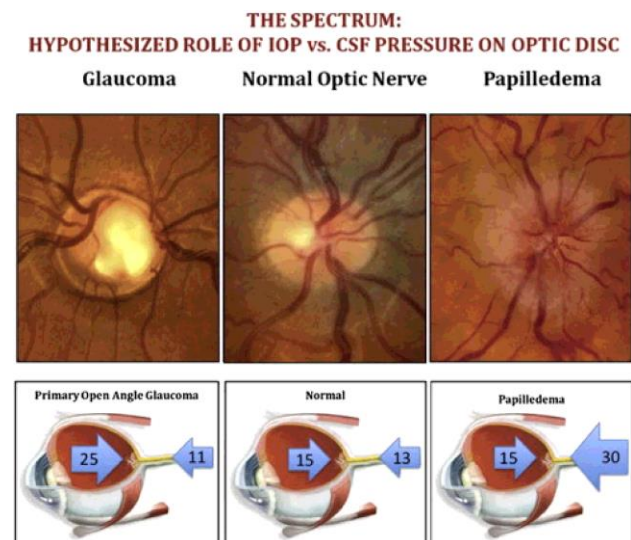 THE SPECTRUM:
HYPOTHESIZED ROLE OF IOP vs. CSF PRESSURE ON OPTIC DISC
Glaucoma Normal Optic Nerve Papilledema
Primary Open Angle Glaucoma Normal Papilledema
25 11 15 13 15 30